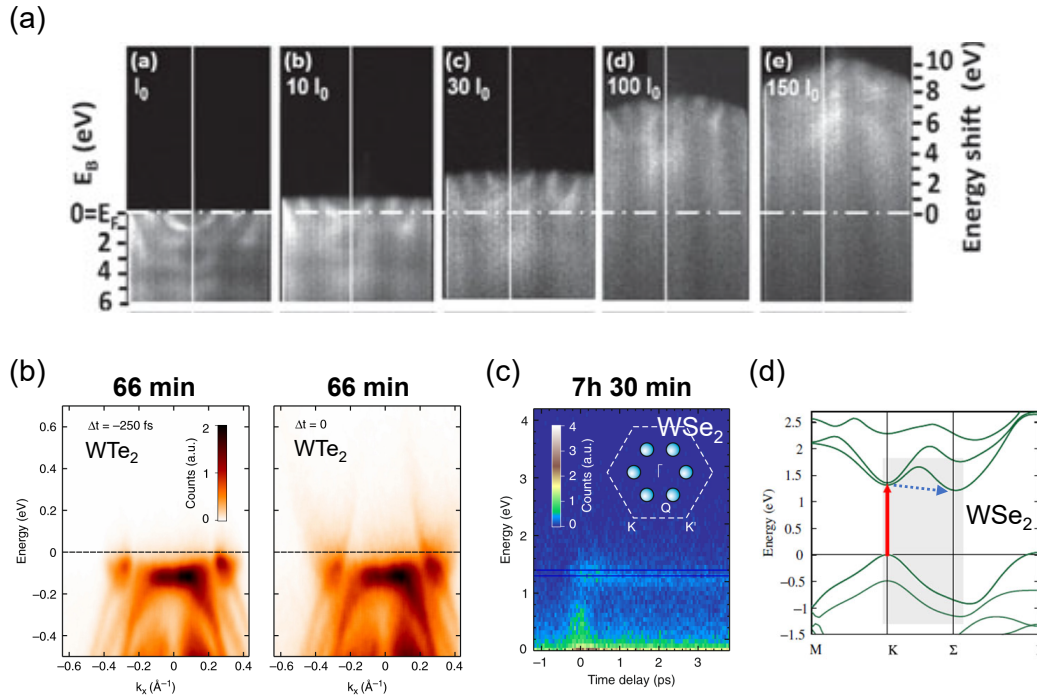 (a)
(a)
I0
(b)
10 I0
(c)
30 I0
(d)
100 I0
(e)
150 I0
E_B (eV)
0=E_F
2
4
6
10
8
6
4
2
0
Energy shift (eV)
(b)
66 min
66 min
Δt = −250 fs
WTe2
2
1
0
Counts (a.u.)
Δt = 0
WTe2
Energy (eV)
0.6
0.4
0.2
0
−0.2
−0.4
−0.6 −0.4 −0.2 0 0.2 0.4
kx (Å−1)
−0.6 −0.4 −0.2 0 0.2 0.4
kx (Å−1)
(c)
7h 30 min
WSe2
4
3
2
1
0
Counts (a.u.)
Γ
Q
K
K'
Energy (eV)
4
3
2
1
0
−1 0 1 2 3
Time delay (ps)
(d)
WSe2
Energy (eV)
2.5
2
1.5
1
0.5
0
−0.5
−1
−1.5
M
K
Σ